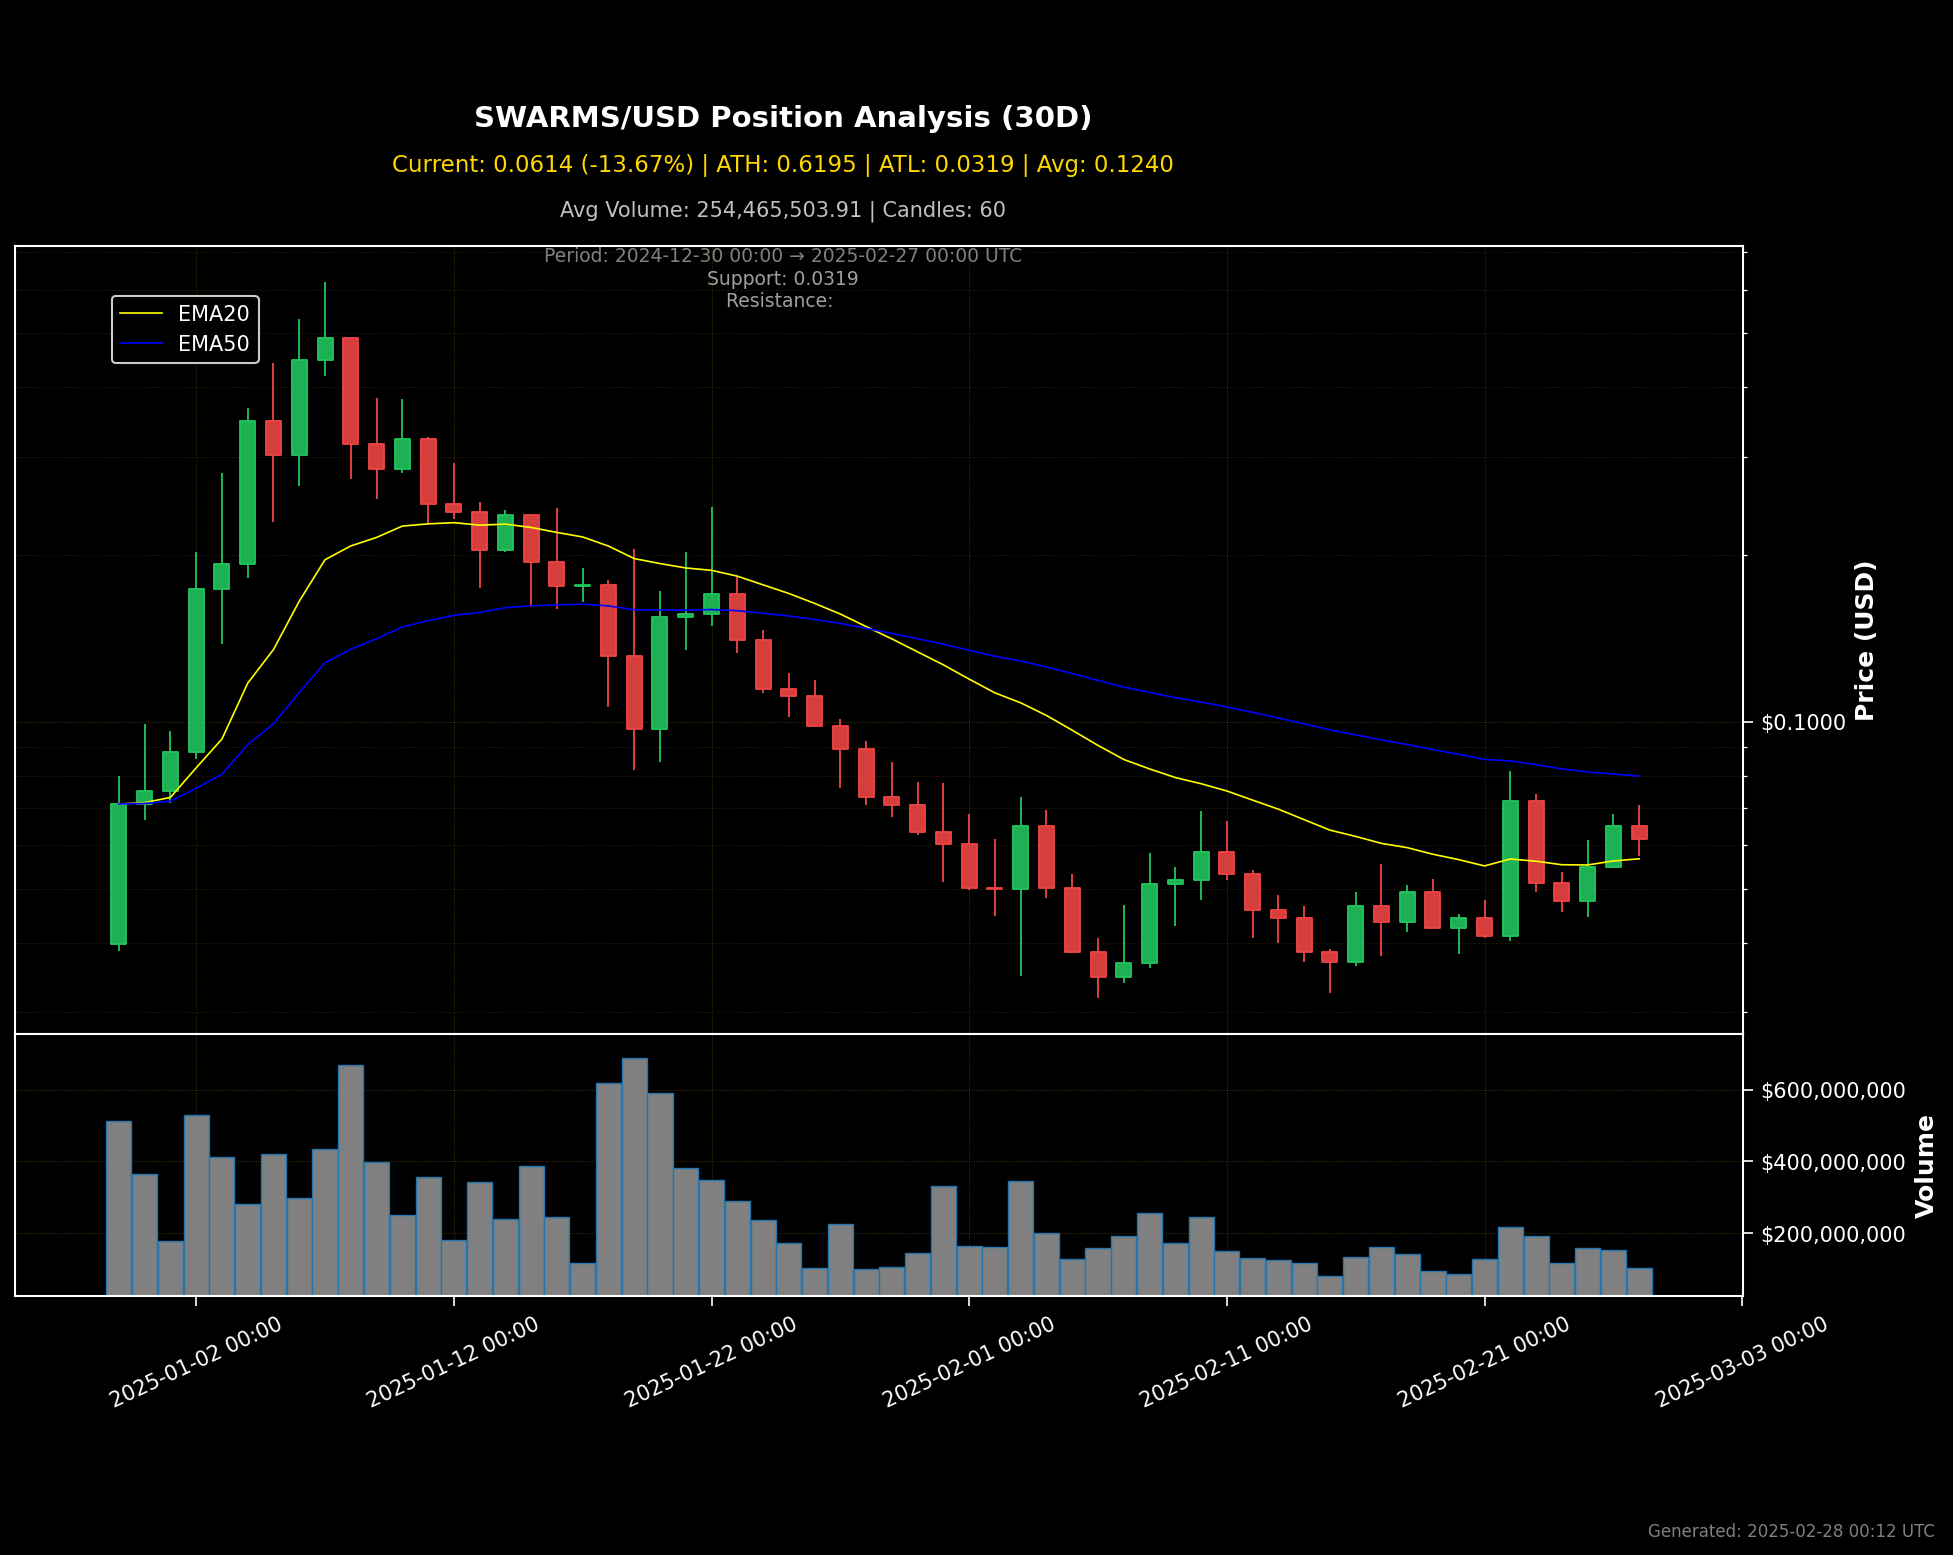 SWARMS/USD Position Analysis (30D)
Current: 0.0614 (-13.67%) | ATH: 0.6195 | ATL: 0.0319 | Avg: 0.1240
Avg Volume: 254,465,503.91 | Candles: 60
Period: 2024-12-30 00:00 → 2025-02-27 00:00 UTC
Support: 0.0319
Resistance:
EMA20
EMA50
$0.1000
Price (USD)
$600,000,000
$400,000,000
$200,000,000
Volume
2025-01-02 00:00
2025-01-12 00:00
2025-01-22 00:00
2025-02-01 00:00
2025-02-11 00:00
2025-02-21 00:00
2025-03-03 00:00
Generated: 2025-02-28 00:12 UTC